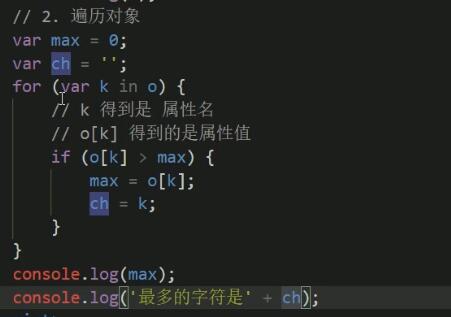 // 2. 遍历对象
var max = 0;
var ch = '';
for (var k in o) {
// k 得到是 属性名
// o[k] 得到的是属性值
if (o[k] > max) {
max = o[k];
ch = k;
}
}
console.log(max);
console.log('最多的字符是' + ch);